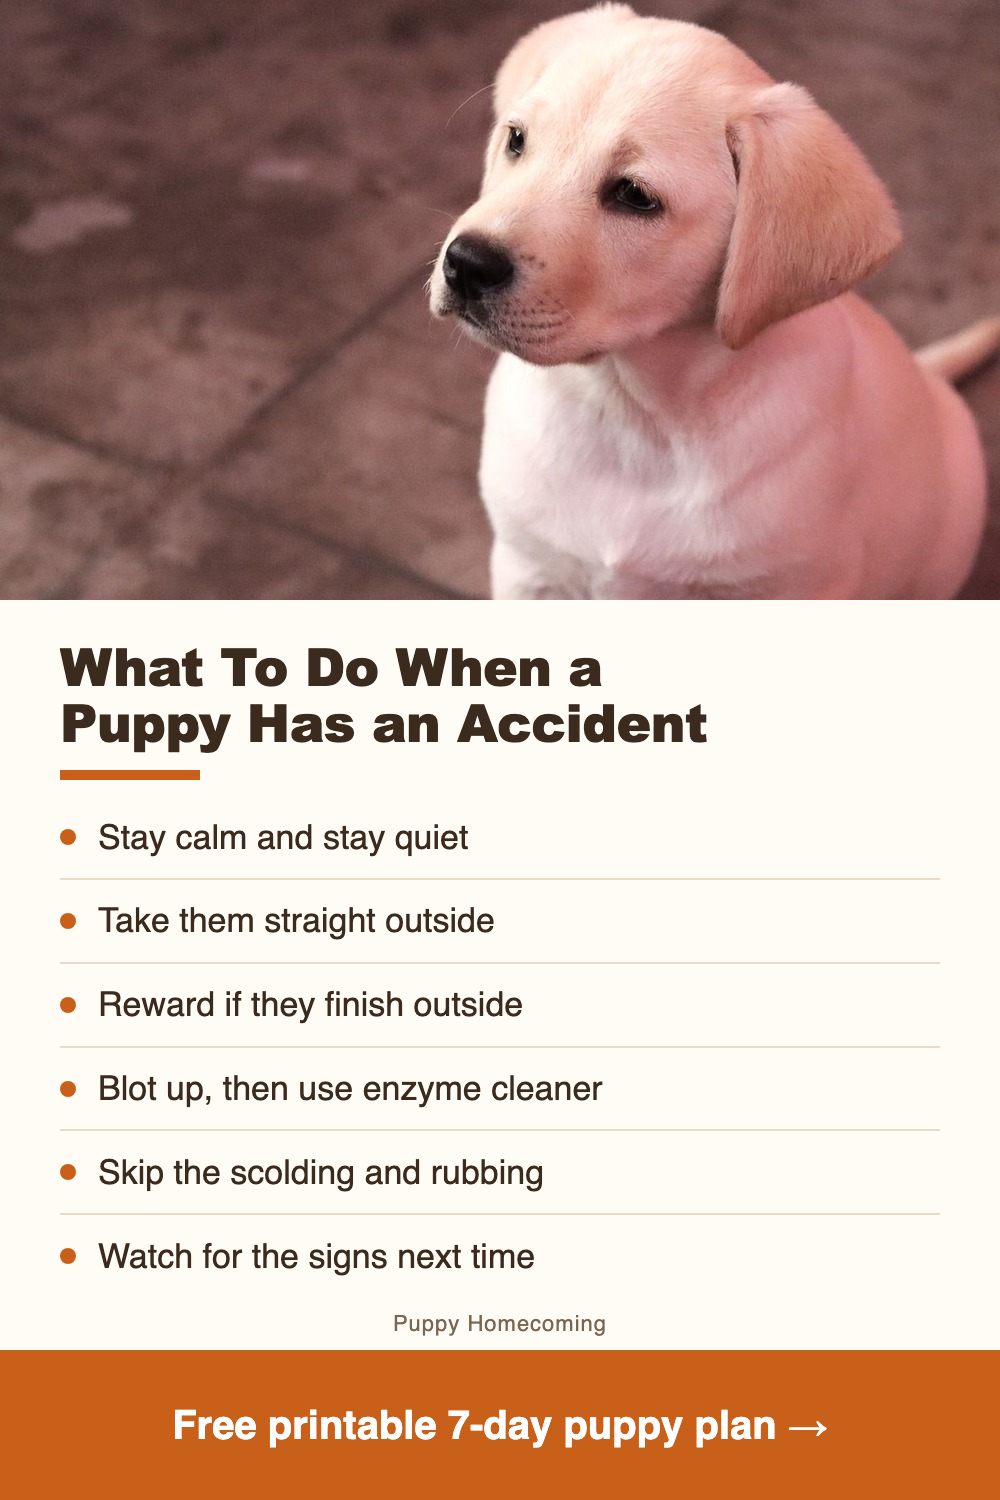 What To Do When a
Puppy Has an Accident
Stay calm and stay quiet
Take them straight outside
Reward if they finish outside
Blot up, then use enzyme cleaner
Skip the scolding and rubbing
Watch for the signs next time
Puppy Homecoming
Free printable 7-day puppy plan →